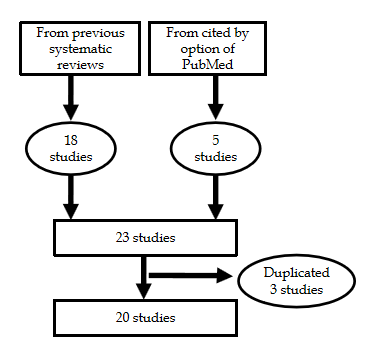 From previous
systematic
reviews
From cited by
option of
PubMed
18
studies
5
studies
23 studies
Duplicated
3 studies
20 studies